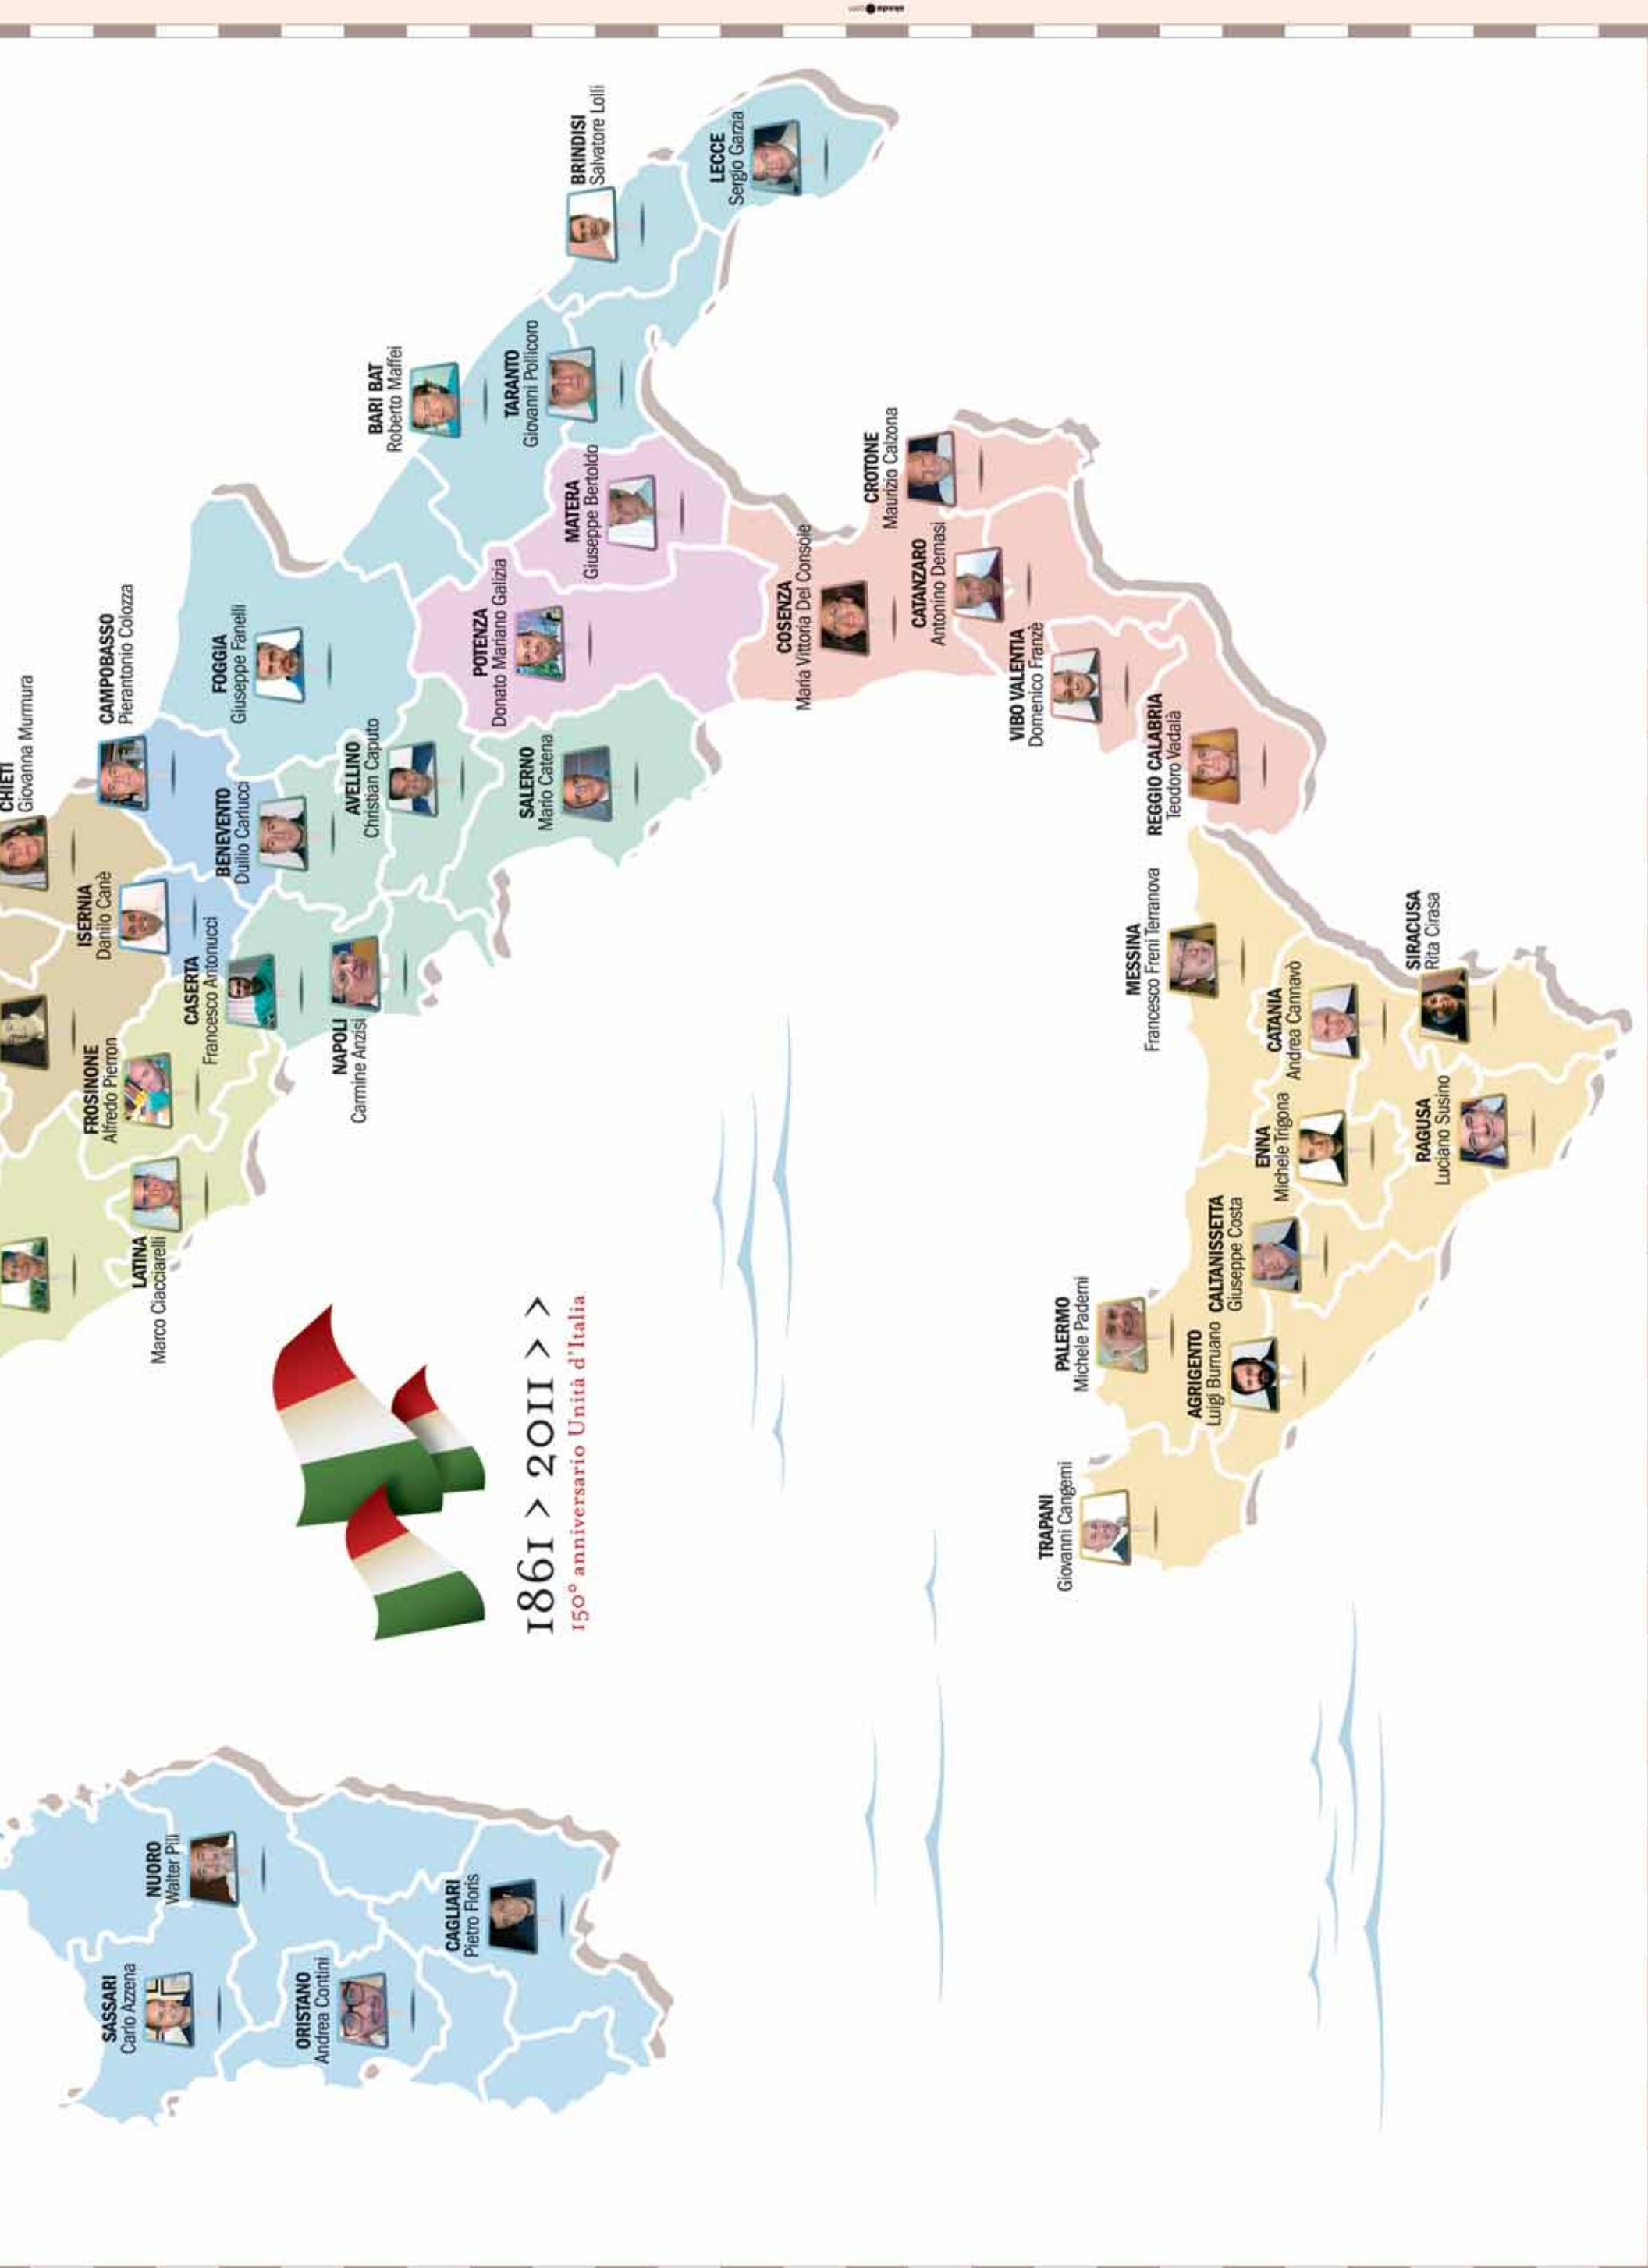 CHIETI
Giovanna Murmura
CAMPOBASSO
Pierantonio Colozza
ISERNIA
Danilo Canè
FROSINONE
Alfredo Pierron
LATINA
Marco Ciacciarelli
FOGGIA
Giuseppe Fanelli
BENEVENTO
Duilio Carlucci
CASERTA
Francesco Antonucci
NAPOLI
Carmine Anzisi
AVELLINO
Christian Caputo
SALERNO
Mario Catena
BARI BAT
Roberto Maffei
TARANTO
Giovanni Pollicoro
BRINDISI
Salvatore Lolli
LECCE
Sergio Garzia
POTENZA
Donato Mariano Galizia
MATERA
Giuseppe Bertoldo
COSENZA
Maria Vittoria Del Console
CROTONE
Maurizio Calzona
CATANZARO
Antonino Demasi
VIBO VALENTIA
Domenico Franzè
REGGIO CALABRIA
Teodoro Vadalà
SASSARI
Carlo Azzena
NUORO
Walter Pili
ORISTANO
Andrea Contini
CAGLIARI
Pietro Floris
1861 > 2011 > >
150° anniversario Unità d'Italia
TRAPANI
Giovanni Cangemi
PALERMO
Michele Paderni
AGRIGENTO
Luigi Burruano
CALTANISSETTA
Giuseppe Costa
ENNA
Michele Trigona
MESSINA
Francesco Freni Terranova
CATANIA
Andrea Cannavò
SIRACUSA
Rita Cirasa
RAGUSA
Luciano Susino